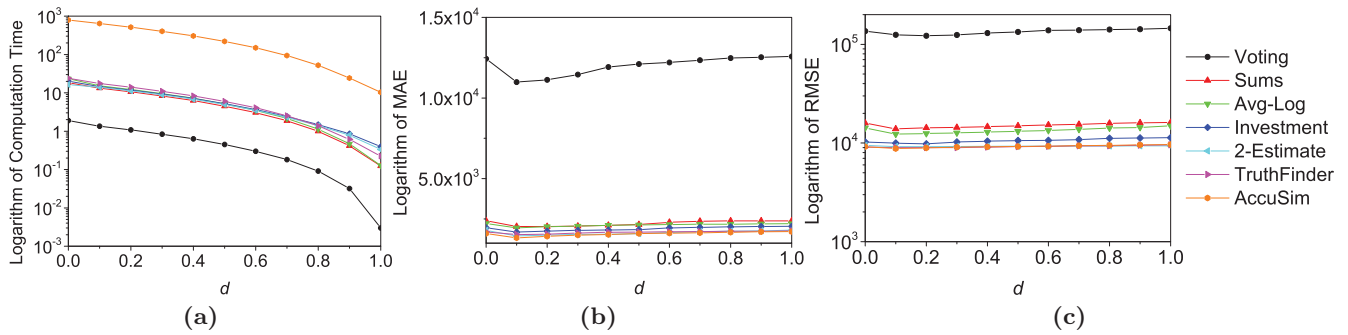 Logarithm of Computation Time
10³
10²
10¹
10⁰
10⁻¹
10⁻²
10⁻³
0.0 0.2 0.4 0.6 0.8 1.0
d
(a)
Logarithm of MAE
1.5x10⁴
1.0x10⁴
5.0x10³
0.0 0.2 0.4 0.6 0.8 1.0
d
(b)
Logarithm of RMSE
10⁵
10⁴
10³
0.0 0.2 0.4 0.6 0.8 1.0
d
(c)
Voting
Sums
Avg-Log
Investment
2-Estimate
TruthFinder
AccuSim